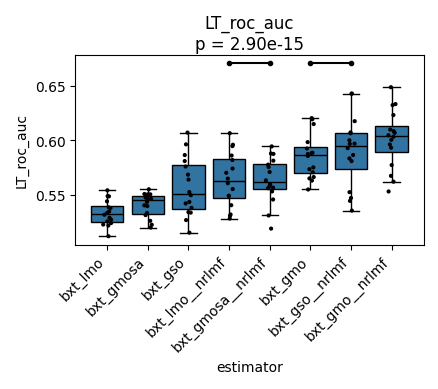 LT_roc_auc
p = 2.90e-15
LT_roc_auc
0.65
0.60
0.55
bxt_lmo
bxt_gmosa
bxt_gso
bxt_lmo__nrlmf
bxt_gmosa__nrlmf
bxt_gmo
bxt_gso__nrlmf
bxt_gmo__nrlmf
estimator